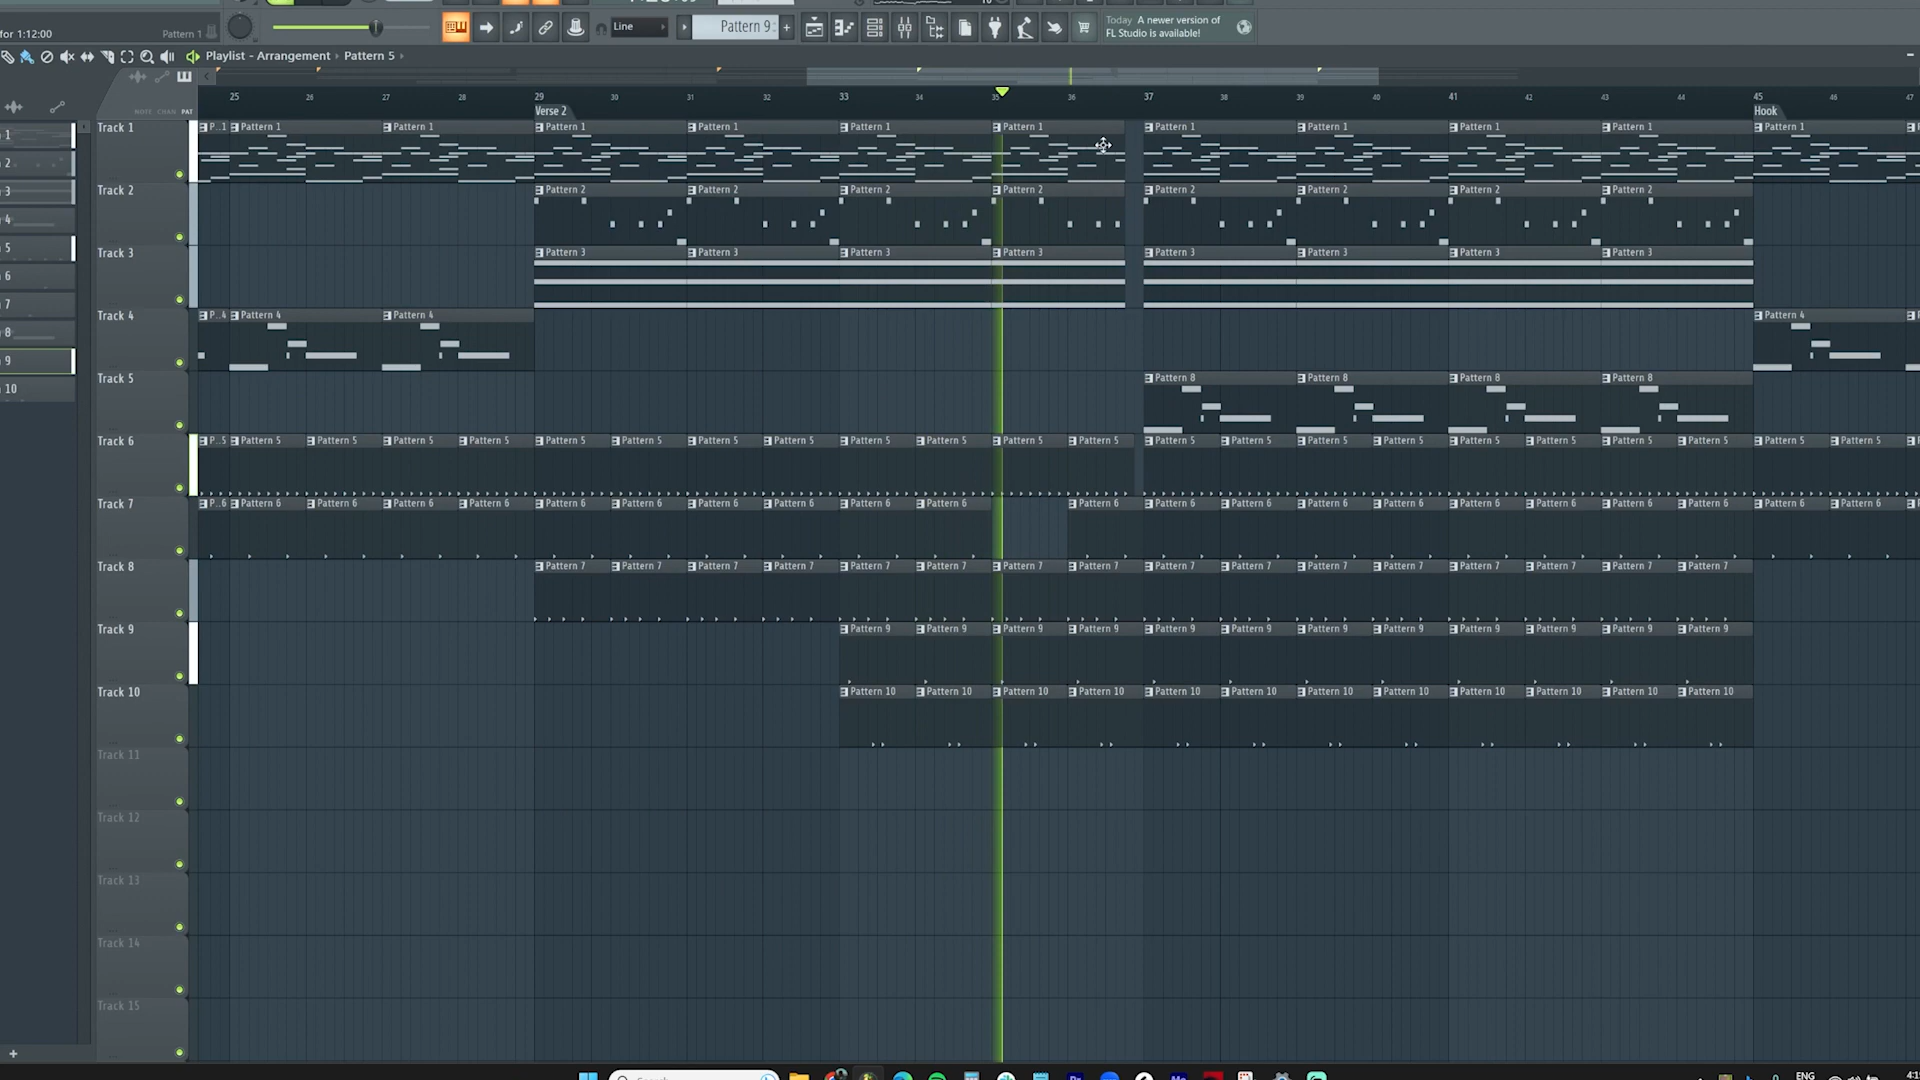 for 1:12:00
Pattern 1
Line
Pattern 9
Today A newer version of
FL Studio is available!
Playlist - Arrangement › Pattern 5 ›
MOVE CHAN PAT
25 26 27 28 29 30 31 32 33 34 35 36 37 38 39 40 41 42 43 44 45 46 47
Verse 2 Hook
1
2
3
4
5
6
7
8
9
10
Track 1 P..1 Pattern 1 Pattern 1 Pattern 1 Pattern 1 Pattern 1 Pattern 1 Pattern 1 Pattern 1 Pattern 1 Pattern 1 Pattern 1
Track 2 Pattern 2 Pattern 2 Pattern 2 Pattern 2 Pattern 2 Pattern 2 Pattern 2 Pattern 2
Track 3 Pattern 3 Pattern 3 Pattern 3 Pattern 3 Pattern 3 Pattern 3 Pattern 3 Pattern 3
Track 4 P..4 Pattern 4 Pattern 4 Pattern 4
Track 5 Pattern 8 Pattern 8 Pattern 8 Pattern 8
Track 6 P..5 Pattern 5 Pattern 5 Pattern 5 Pattern 5 Pattern 5 Pattern 5 Pattern 5 Pattern 5 Pattern 5 Pattern 5 Pattern 5 Pattern 5 Pattern 5 Pattern 5 Pattern 5 Pattern 5 Pattern 5 Pattern 5 Pattern 5 Pattern 5 Pattern 5 Pattern 5
Track 7 P..6 Pattern 6 Pattern 6 Pattern 6 Pattern 6 Pattern 6 Pattern 6 Pattern 6 Pattern 6 Pattern 6 Pattern 6 Pattern 6 Pattern 6 Pattern 6 Pattern 6 Pattern 6 Pattern 6 Pattern 6 Pattern 6 Pattern 6 Pattern 6 Pattern 6
Track 8 Pattern 7 Pattern 7 Pattern 7 Pattern 7 Pattern 7 Pattern 7 Pattern 7 Pattern 7 Pattern 7 Pattern 7 Pattern 7 Pattern 7 Pattern 7 Pattern 7 Pattern 7 Pattern 7
Track 9 Pattern 9 Pattern 9 Pattern 9 Pattern 9 Pattern 9 Pattern 9 Pattern 9 Pattern 9 Pattern 9 Pattern 9 Pattern 9 Pattern 9
Track 10 Pattern 10 Pattern 10 Pattern 10 Pattern 10 Pattern 10 Pattern 10 Pattern 10 Pattern 10 Pattern 10 Pattern 10 Pattern 10 Pattern 10
Track 11
Track 12
Track 13
Track 14
Track 15
ENG